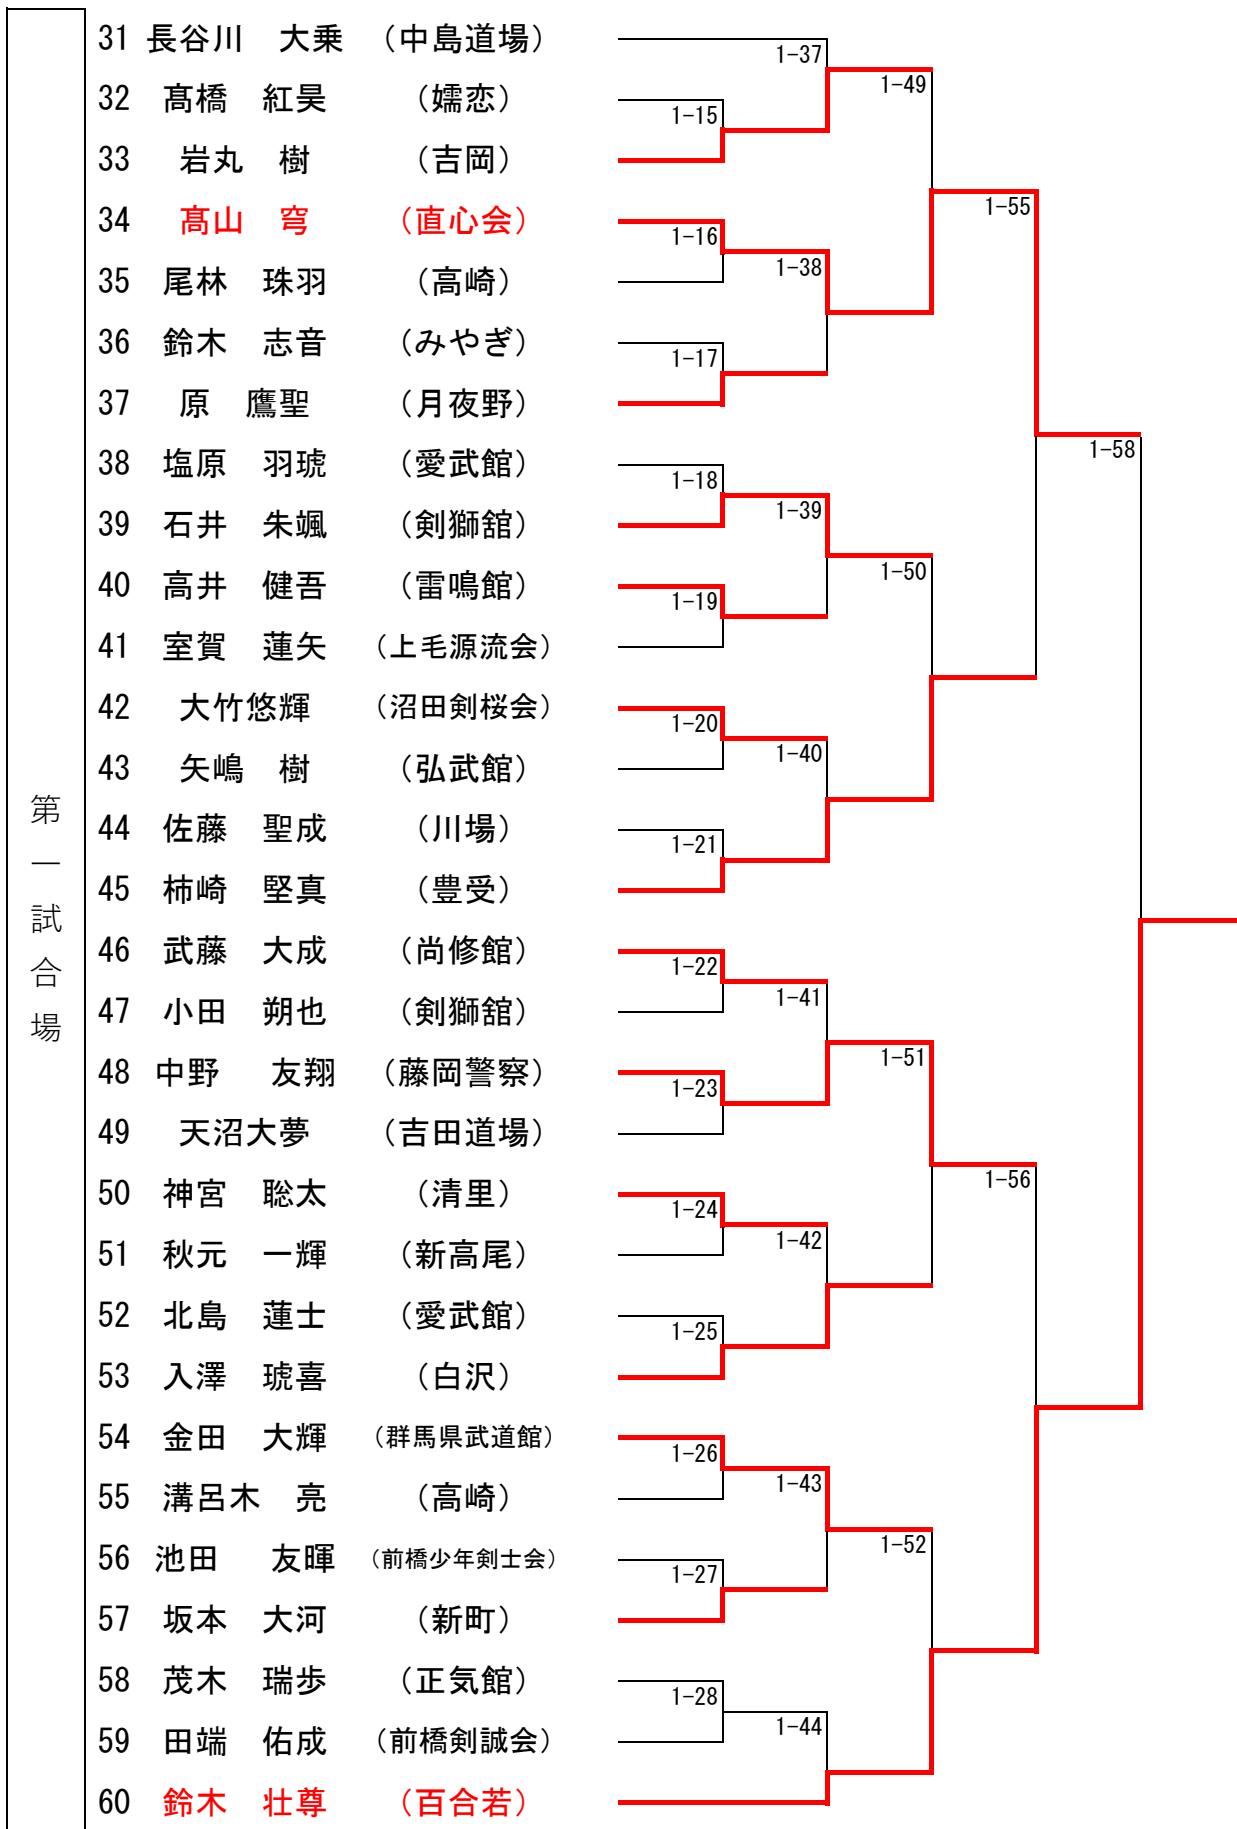 第一試合場
31 長谷川 大乗 （中島道場）
32 髙橋 紅昊 （嬬恋）
33 岩丸 樹 （吉岡）
34 髙山 穹 （直心会）
35 尾林 珠羽 （高崎）
36 鈴木 志音 （みやぎ）
37 原 鷹聖 （月夜野）
38 塩原 羽琥 （愛武館）
39 石井 朱颯 （剣獅舘）
40 高井 健吾 （雷鳴館）
41 室賀 蓮矢 （上毛源流会）
42 大竹悠輝 （沼田剣桜会）
43 矢嶋 樹 （弘武館）
44 佐藤 聖成 （川場）
45 柿崎 堅真 （豊受）
46 武藤 大成 （尚修館）
47 小田 朔也 （剣獅舘）
48 中野 友翔 （藤岡警察）
49 天沼大夢 （吉田道場）
50 神宮 聡太 （清里）
51 秋元 一輝 （新高尾）
52 北島 蓮士 （愛武館）
53 入澤 琥喜 （白沢）
54 金田 大輝 （群馬県武道館）
55 溝呂木 亮 （高崎）
56 池田 友暉 （前橋少年剣士会）
57 坂本 大河 （新町）
58 茂木 瑞歩 （正気館）
59 田端 佑成 （前橋剣誠会）
60 鈴木 壮尊 （百合若）
1-15
1-16
1-17
1-18
1-19
1-20
1-21
1-22
1-23
1-24
1-25
1-26
1-27
1-28
1-37
1-38
1-39
1-40
1-41
1-42
1-43
1-44
1-49
1-50
1-51
1-52
1-55
1-56
1-58